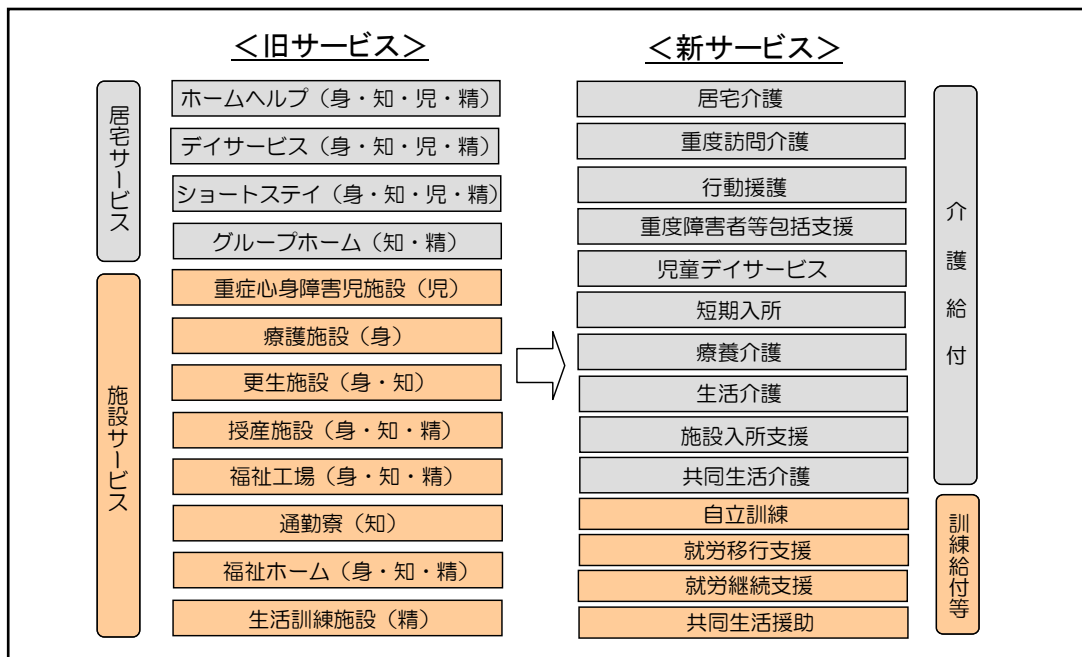 ＜旧サービス＞
居宅サービス
ホームヘルプ（身・知・児・精）
デイサービス（身・知・児・精）
ショートステイ（身・知・児・精）
グループホーム（知・精）
施設サービス
重症心身障害児施設（児）
療護施設（身）
更生施設（身・知）
授産施設（身・知・精）
福祉工場（身・知・精）
通勤寮（知）
福祉ホーム（身・知・精）
生活訓練施設（精）
＜新サービス＞
居宅介護
重度訪問介護
行動援護
重度障害者等包括支援
児童デイサービス
短期入所
療養介護
生活介護
施設入所支援
共同生活介護
介護給付
自立訓練
就労移行支援
就労継続支援
共同生活援助
訓練給付等